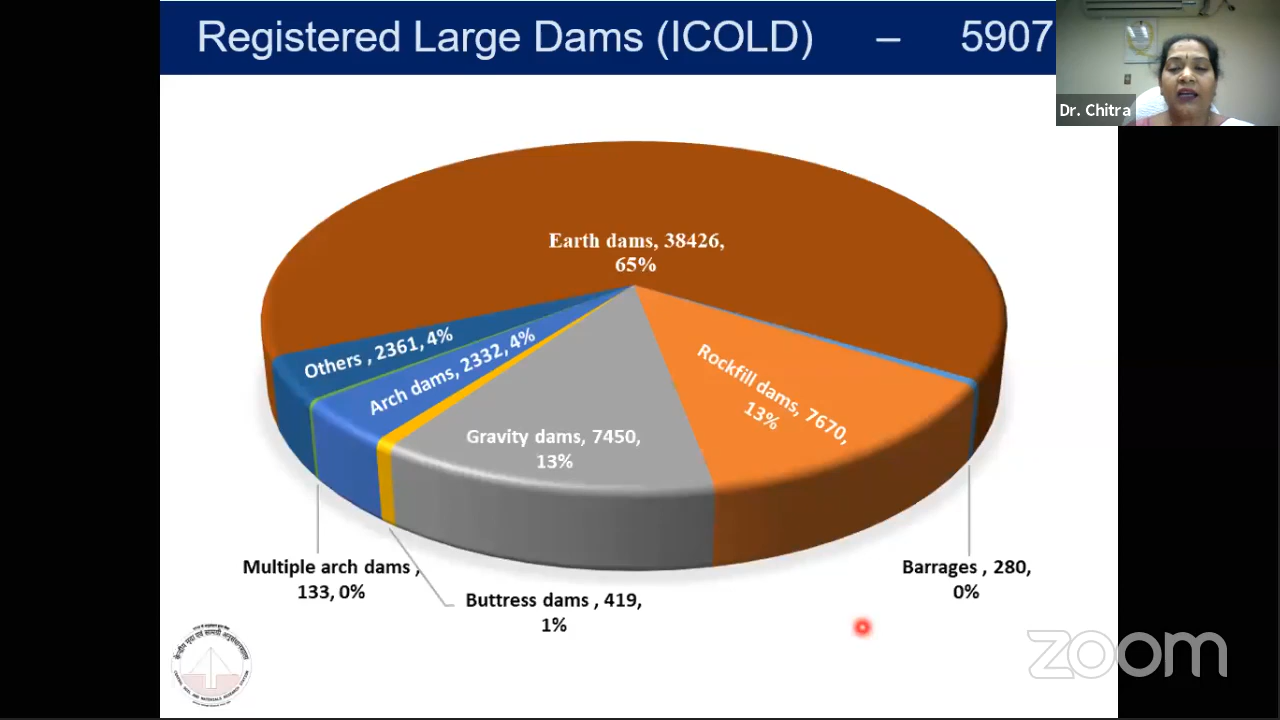 Registered Large Dams (ICOLD) – 5907
Dr. Chitra
Earth dams, 38426,
65%
Others , 2361, 4%
Arch dams, 2332, 4%
Rockfill dams, 7670,
13%
Gravity dams, 7450,
13%
Multiple arch dams ,
133, 0%
Buttress dams , 419,
1%
Barrages , 280,
0%
zoom